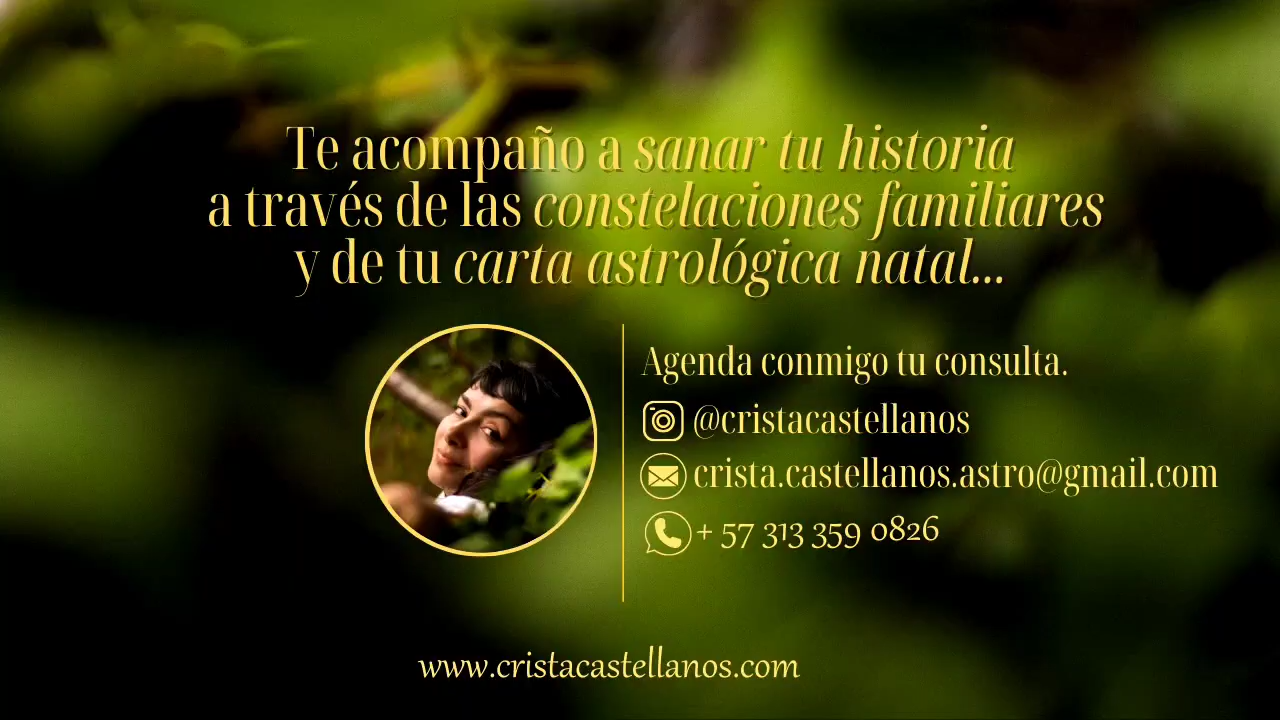 Te acompaño a sanar tu historia
a través de las constelaciones familiares
y de tu carta astrológica natal...
Agenda conmigo tu consulta.
@cristacastellanos
crista.castellanos.astro@gmail.com
+ 57 313 359 0826
www.cristacastellanos.com